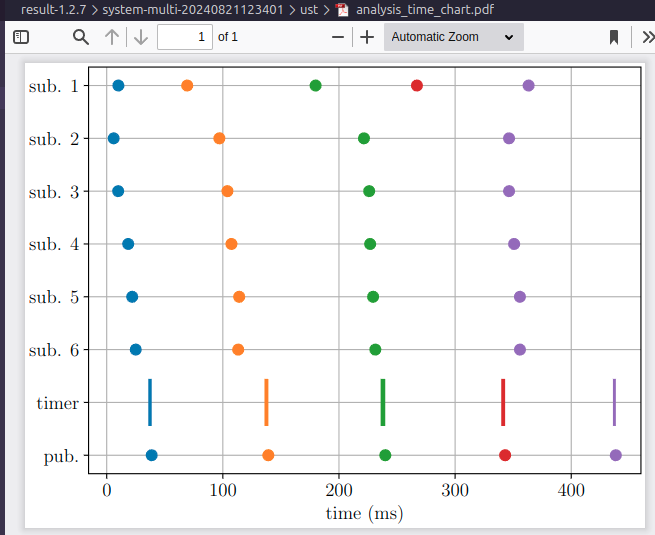 result-1.2.7 > system-multi-20240821123401 > ust > analysis_time_chart.pdf
1 of 1 Automatic Zoom
sub. 1
sub. 2
sub. 3
sub. 4
sub. 5
sub. 6
timer
pub.
0 100 200 300 400
time (ms)